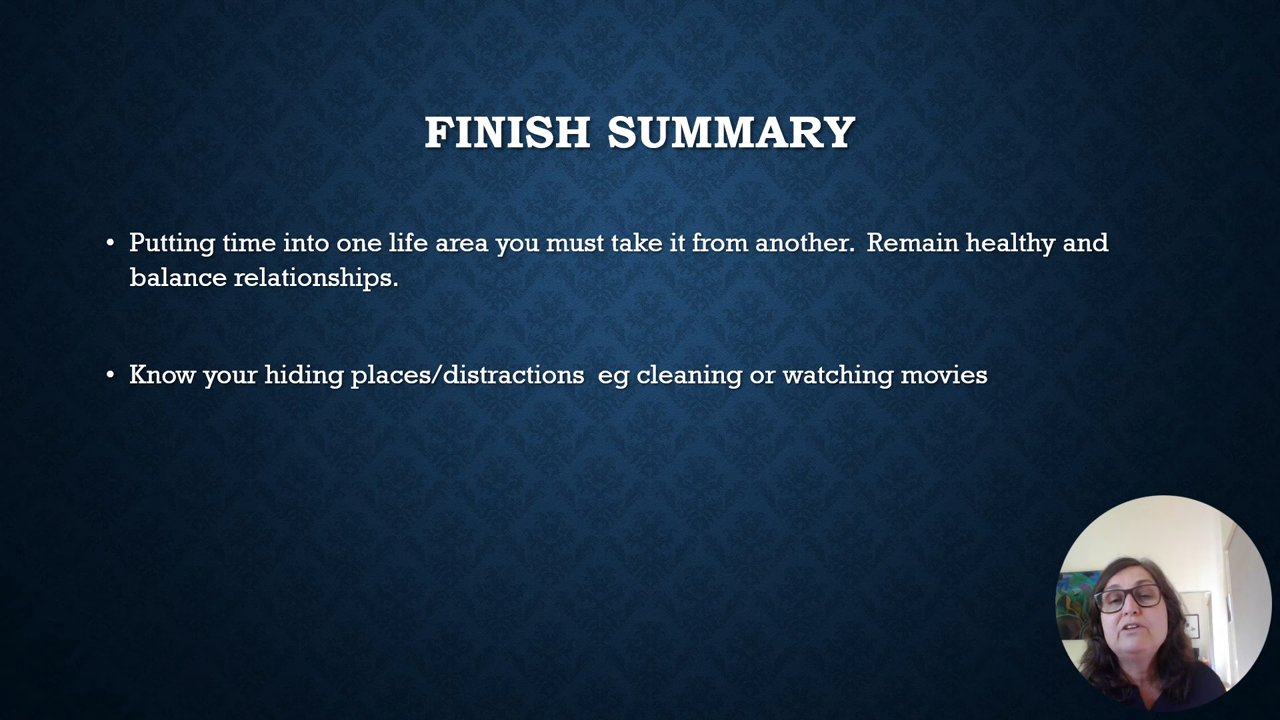 FINISH SUMMARY
• Putting time into one life area you must take it from another.  Remain healthy and
balance relationships.
• Know your hiding places/distractions  eg cleaning or watching movies